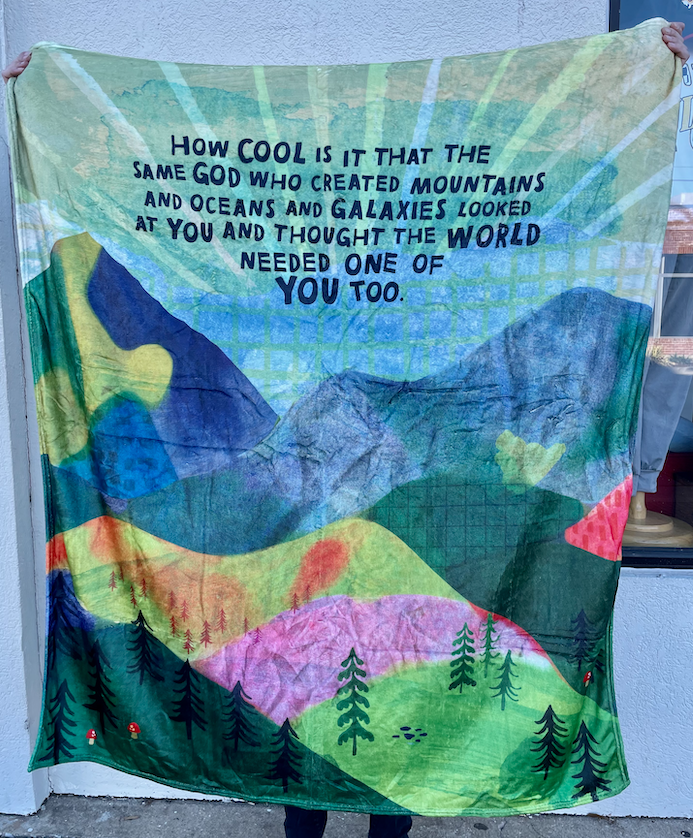 HOW COOL IS IT THAT THE
SAME GOD WHO CREATED MOUNTAINS
AND OCEANS AND GALAXIES LOOKED
AT YOU AND THOUGHT THE WORLD
NEEDED ONE OF
YOU TOO.